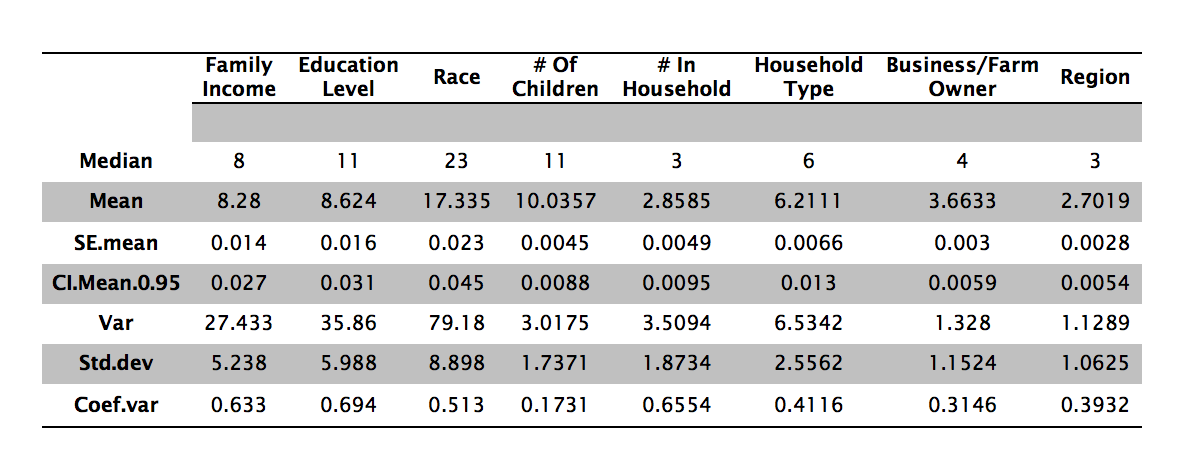 Family Income Education Level Race # Of Children # In Household Household Type Business/Farm Owner Region
Median 8 11 23 11 3 6 4 3
Mean 8.28 8.624 17.335 10.0357 2.8585 6.2111 3.6633 2.7019
SE.mean 0.014 0.016 0.023 0.0045 0.0049 0.0066 0.003 0.0028
CI.Mean.0.95 0.027 0.031 0.045 0.0088 0.0095 0.013 0.0059 0.0054
Var 27.433 35.86 79.18 3.0175 3.5094 6.5342 1.328 1.1289
Std.dev 5.238 5.988 8.898 1.7371 1.8734 2.5562 1.1524 1.0625
Coef.var 0.633 0.694 0.513 0.1731 0.6554 0.4116 0.3146 0.3932